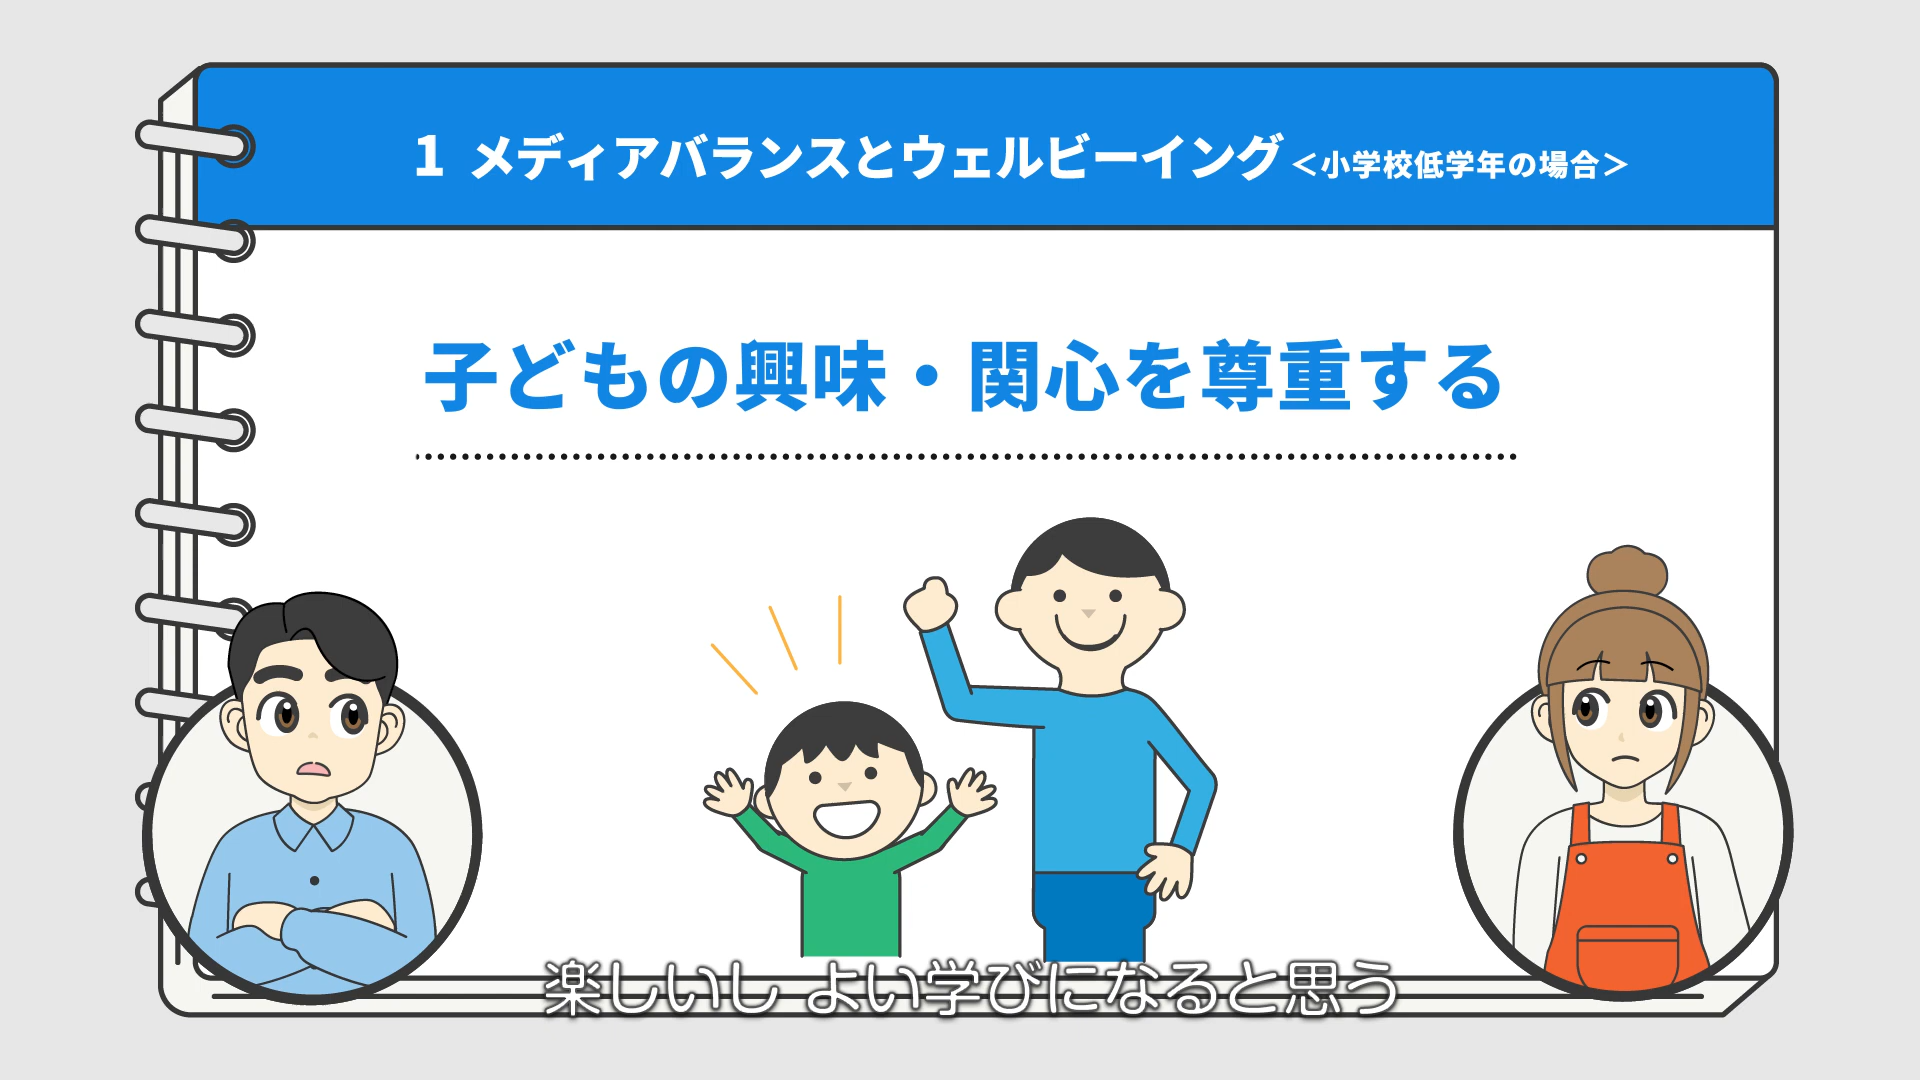 1 メディアバランスとウェルビーイング＜小学校低学年の場合＞
子どもの興味・関心を尊重する
楽しいし よい学びになると思う